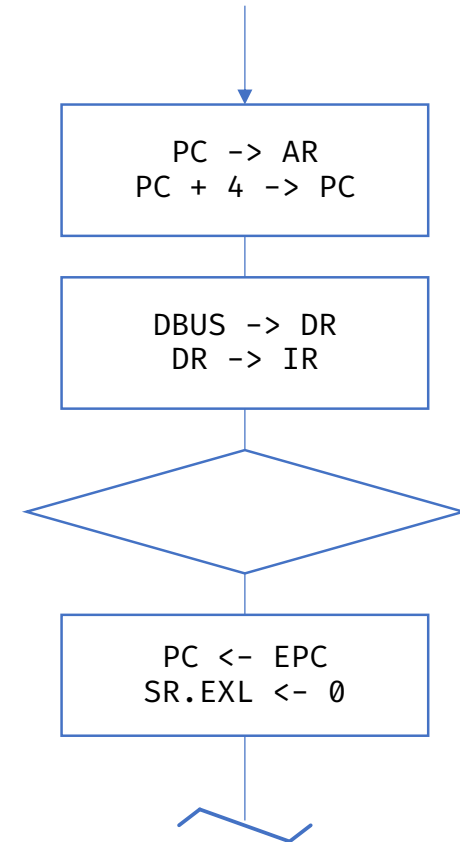 PC -> AR
PC + 4 -> PC
DBUS -> DR
DR -> IR
PC <- EPC
SR.EXL <- 0